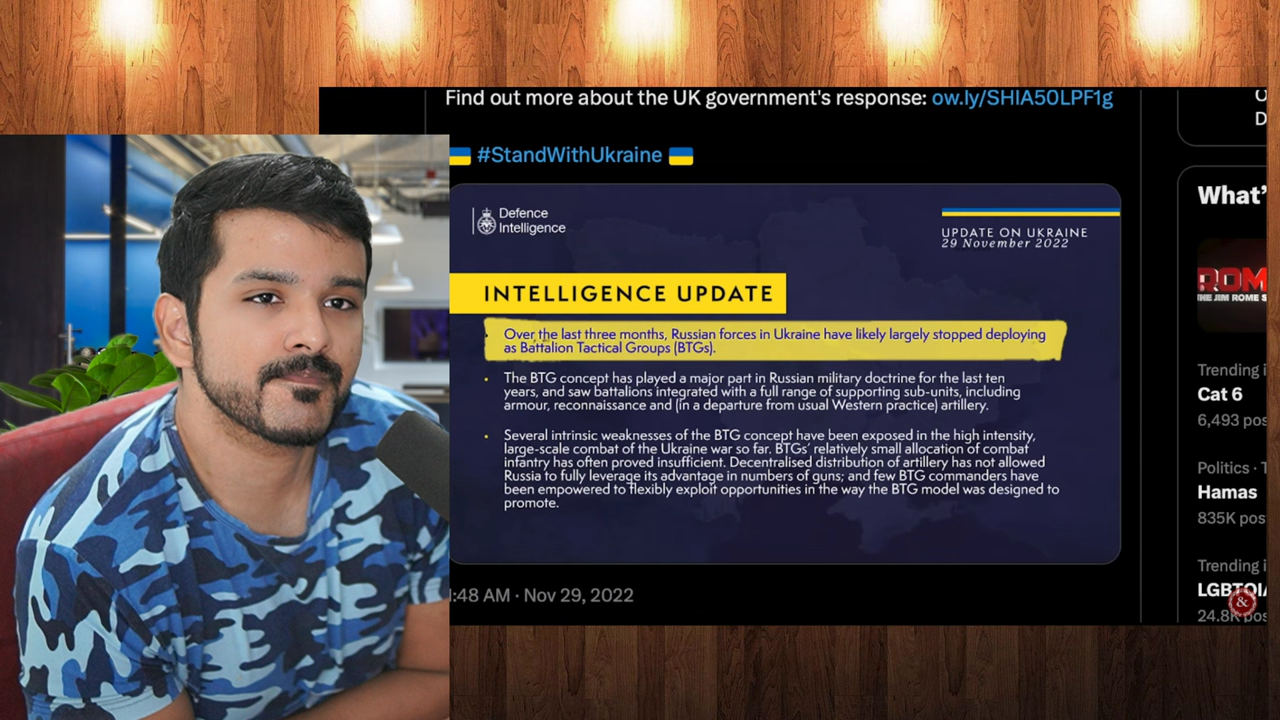 Find out more about the UK government's response: ow.ly/SHIA50LPF1g
#StandWithUkraine
Defence
Intelligence
UPDATE ON UKRAINE
29 November 2022
INTELLIGENCE UPDATE
Over the last three months, Russian forces in Ukraine have likely largely stopped deploying
as Battalion Tactical Groups (BTGs).
• The BTG concept has played a major part in Russian military doctrine for the last ten
years, and saw battalions integrated with a full range of supporting sub-units, including
armour, reconnaissance and (in a departure from usual Western practice) artillery.
• Several intrinsic weaknesses of the BTG concept have been exposed in the high intensity,
large-scale combat of the Ukraine war so far. BTGs' relatively small allocation of combat
infantry has often proved insufficient. Decentralised distribution of artillery has not allowed
Russia to fully leverage its advantage in numbers of guns; and few BTG commanders have
been empowered to flexibly exploit opportunities in the way the BTG model was designed to
promote.
:48 AM · Nov 29, 2022
What'
ROM
THE JIM ROME S
Trending i
Cat 6
6,493 pos
Politics · T
Hamas
835K pos
Trending i
LGBTQIA
24.8K pos
&